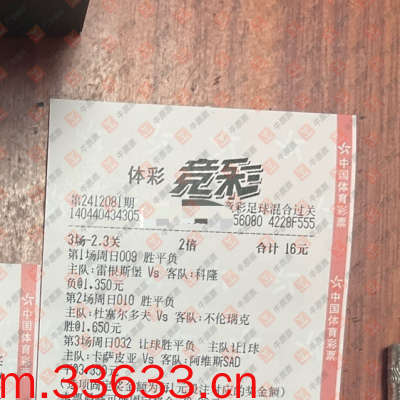 体彩 竞彩
第2412081期 竞彩足球混合过关
140440434305 56080 4228F555
3场-2.3关 2倍 合计 16元
第1场周日009 胜平负
主队:雷根斯堡 Vs 客队:科隆
负@1.350元
第2场周日010 胜平负
主队:杜塞尔多夫 Vs 客队:不伦瑞克
胜@1.650元
第3场周日032 让球胜平负 主队让1球
主队:卡萨皮亚 Vs 客队:阿维斯SAD
中国体育彩票
中国体育彩票
m.33633.cn